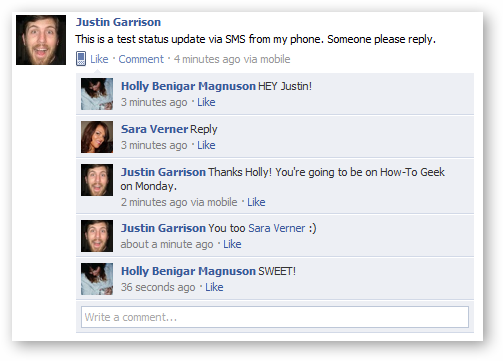 Justin Garrison
This is a test status update via SMS from my phone. Someone please reply.
Like · Comment · 4 minutes ago via mobile
Holly Benigar Magnuson HEY Justin!
3 minutes ago · Like
Sara Verner Reply
3 minutes ago · Like
Justin Garrison Thanks Holly! You're going to be on How-To Geek
on Monday.
2 minutes ago via mobile · Like
Justin Garrison You too Sara Verner :)
about a minute ago · Like
Holly Benigar Magnuson SWEET!
36 seconds ago · Like
Write a comment...